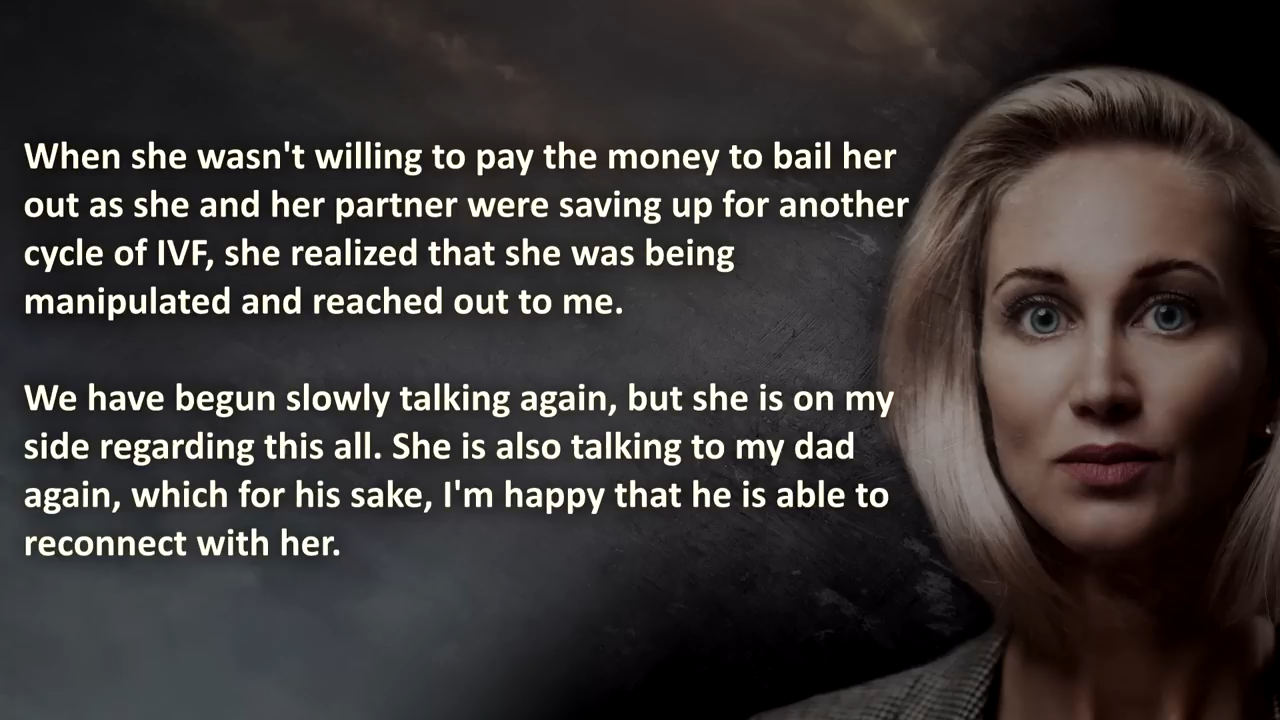 When she wasn't willing to pay the money to bail her
out as she and her partner were saving up for another
cycle of IVF, she realized that she was being
manipulated and reached out to me.
We have begun slowly talking again, but she is on my
side regarding this all. She is also talking to my dad
again, which for his sake, I'm happy that he is able to
reconnect with her.